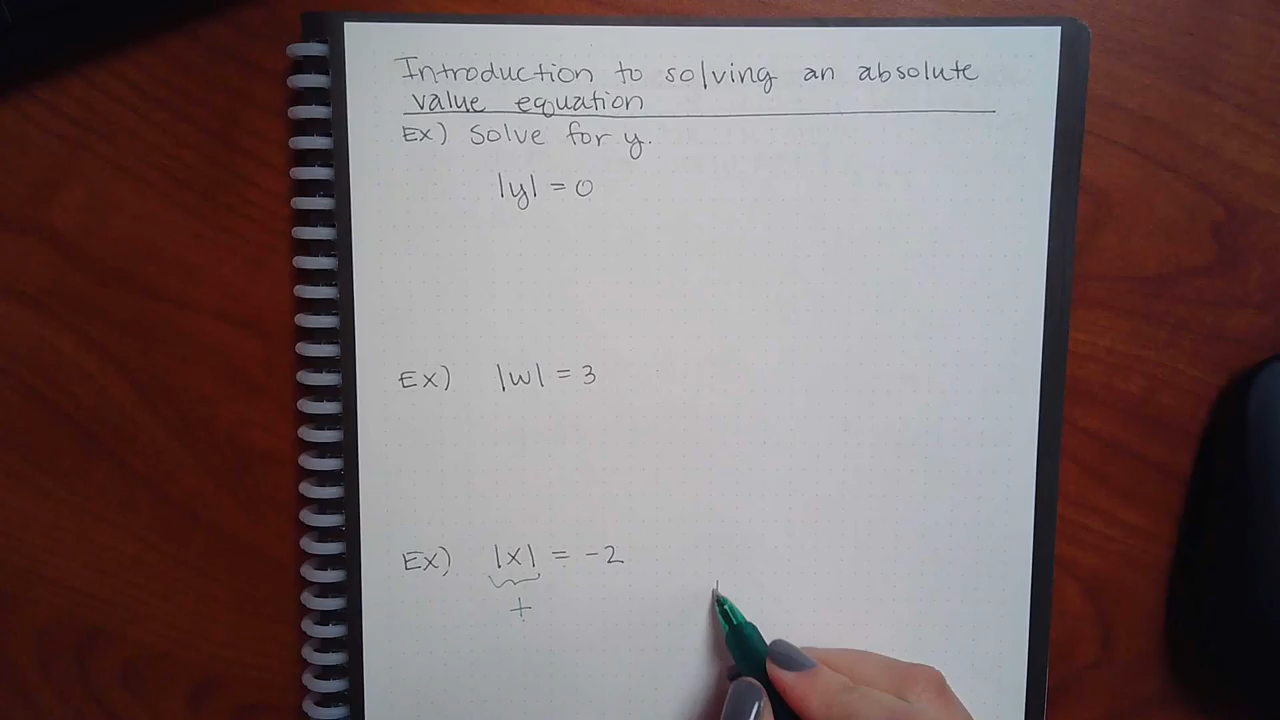 Introduction to solving an absolute
value equation
Ex) Solve for y.
|y| = 0
Ex) |w| = 3
Ex) |x| = -2
+